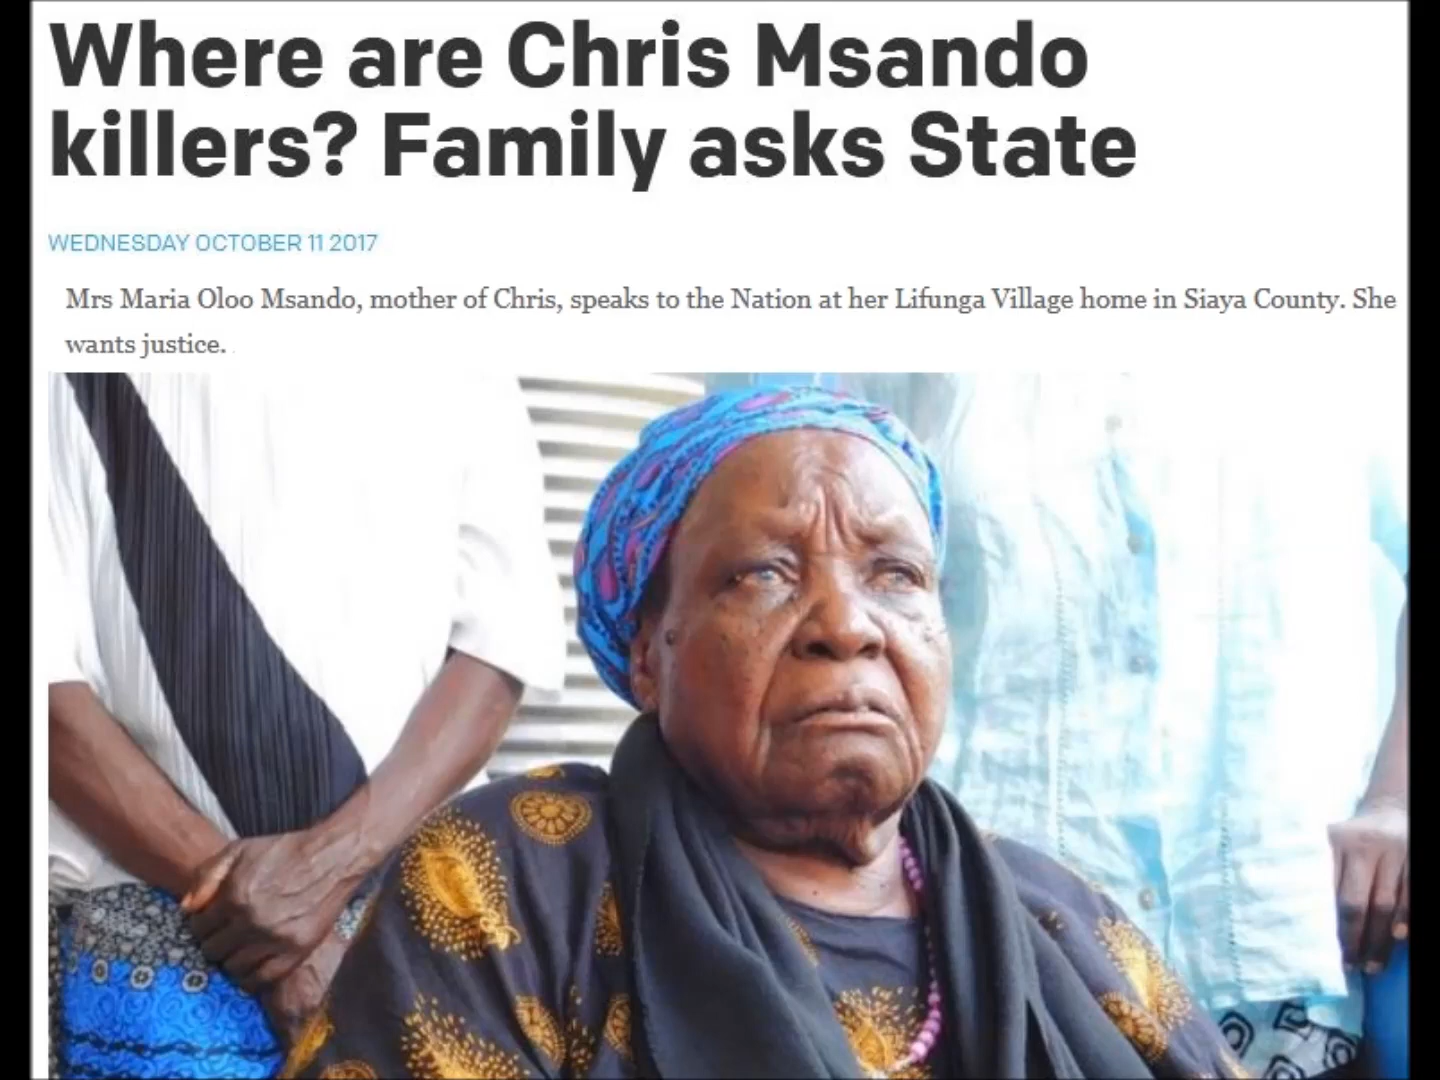 Where are Chris Msando
killers? Family asks State
WEDNESDAY OCTOBER 11 2017
Mrs Maria Oloo Msando, mother of Chris, speaks to the Nation at her Lifunga Village home in Siaya County. She
wants justice.